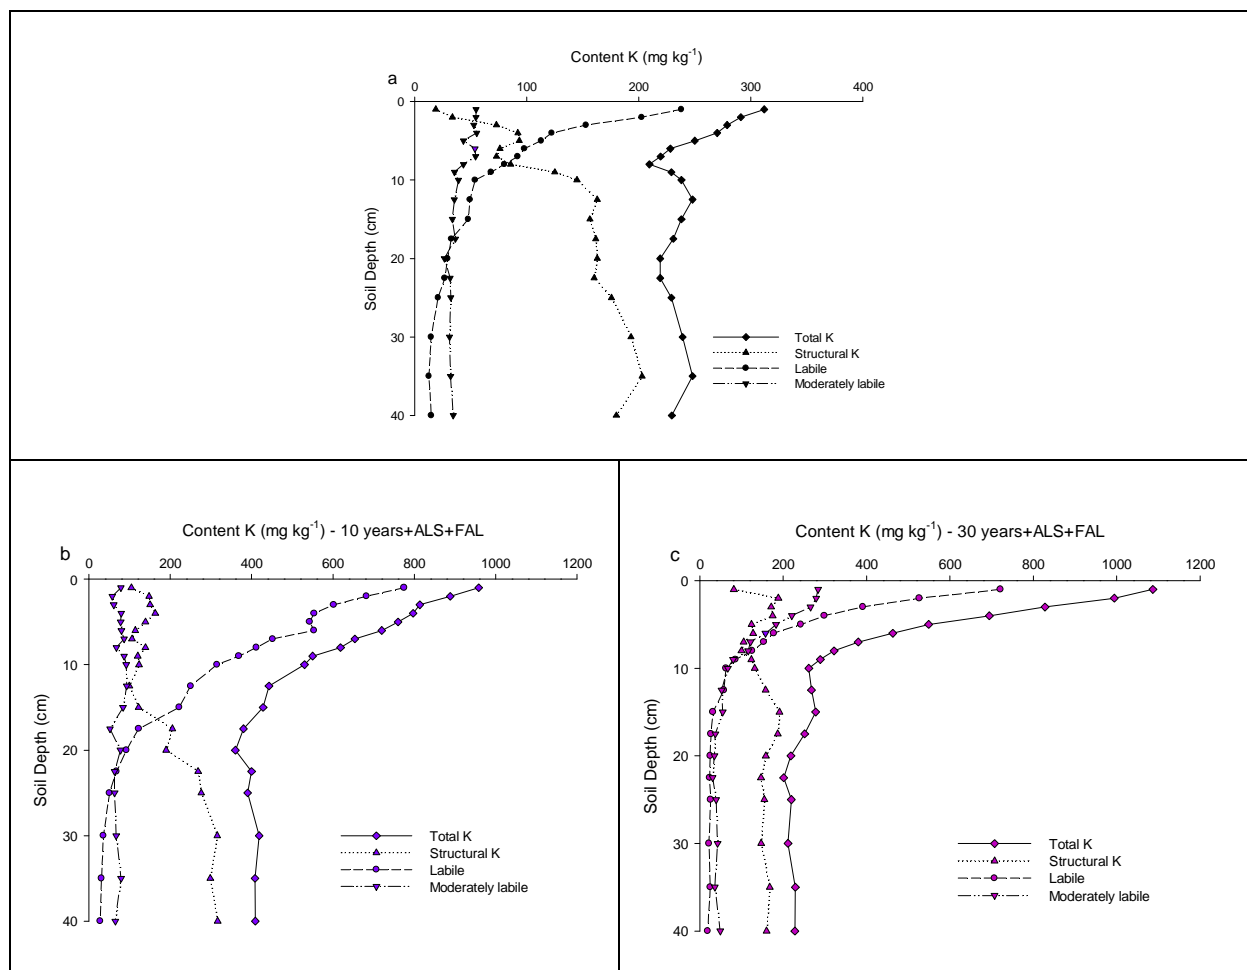 Content K (mg kg-1)
a
0 100 200 300 400
0
10
20
30
40
Soil Depth (cm)
Total K
Structural K
Labile
Moderately labile
Content K (mg kg-1) - 10 years+ALS+FAL
b
0 200 400 600 800 1000 1200
0
10
20
30
40
Soil Depth (cm)
Total K
Structural K
Labile
Moderately labile
Content K (mg kg-1) - 30 years+ALS+FAL
c
0 200 400 600 800 1000 1200
0
10
20
30
40
Soil Depth (cm)
Total K
Structural K
Labile
Moderately labile